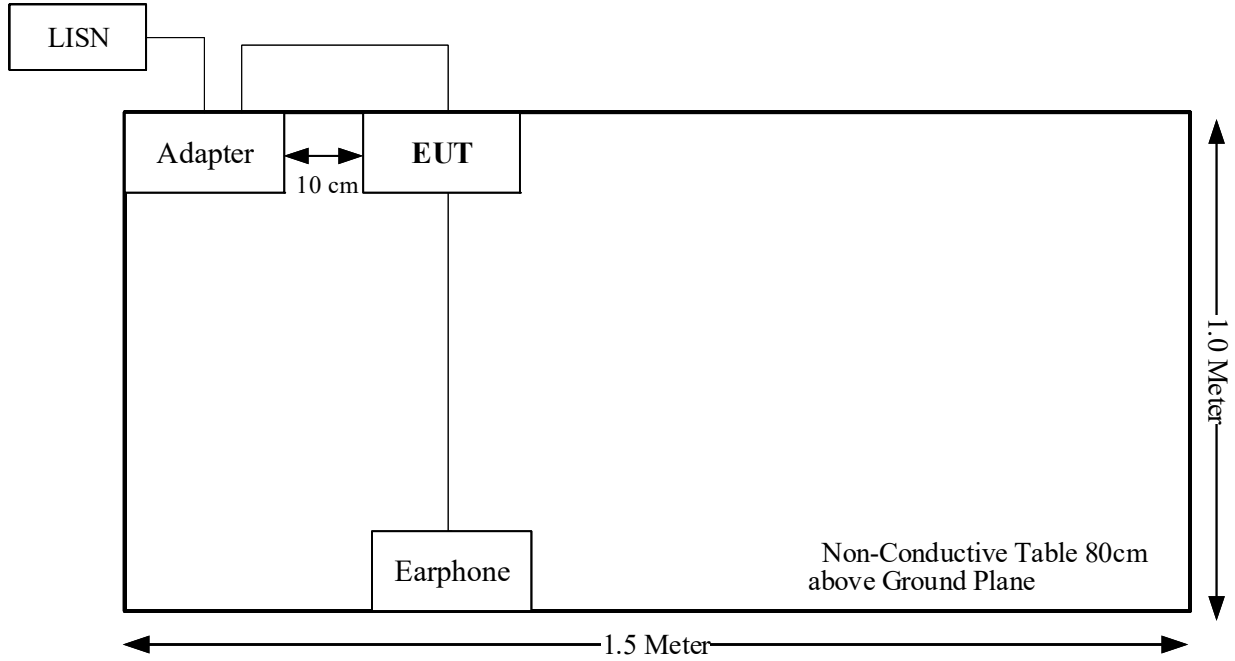 LISN
Adapter
EUT
10 cm
1.0 Meter
Earphone
Non-Conductive Table 80cm
above Ground Plane
1.5 Meter